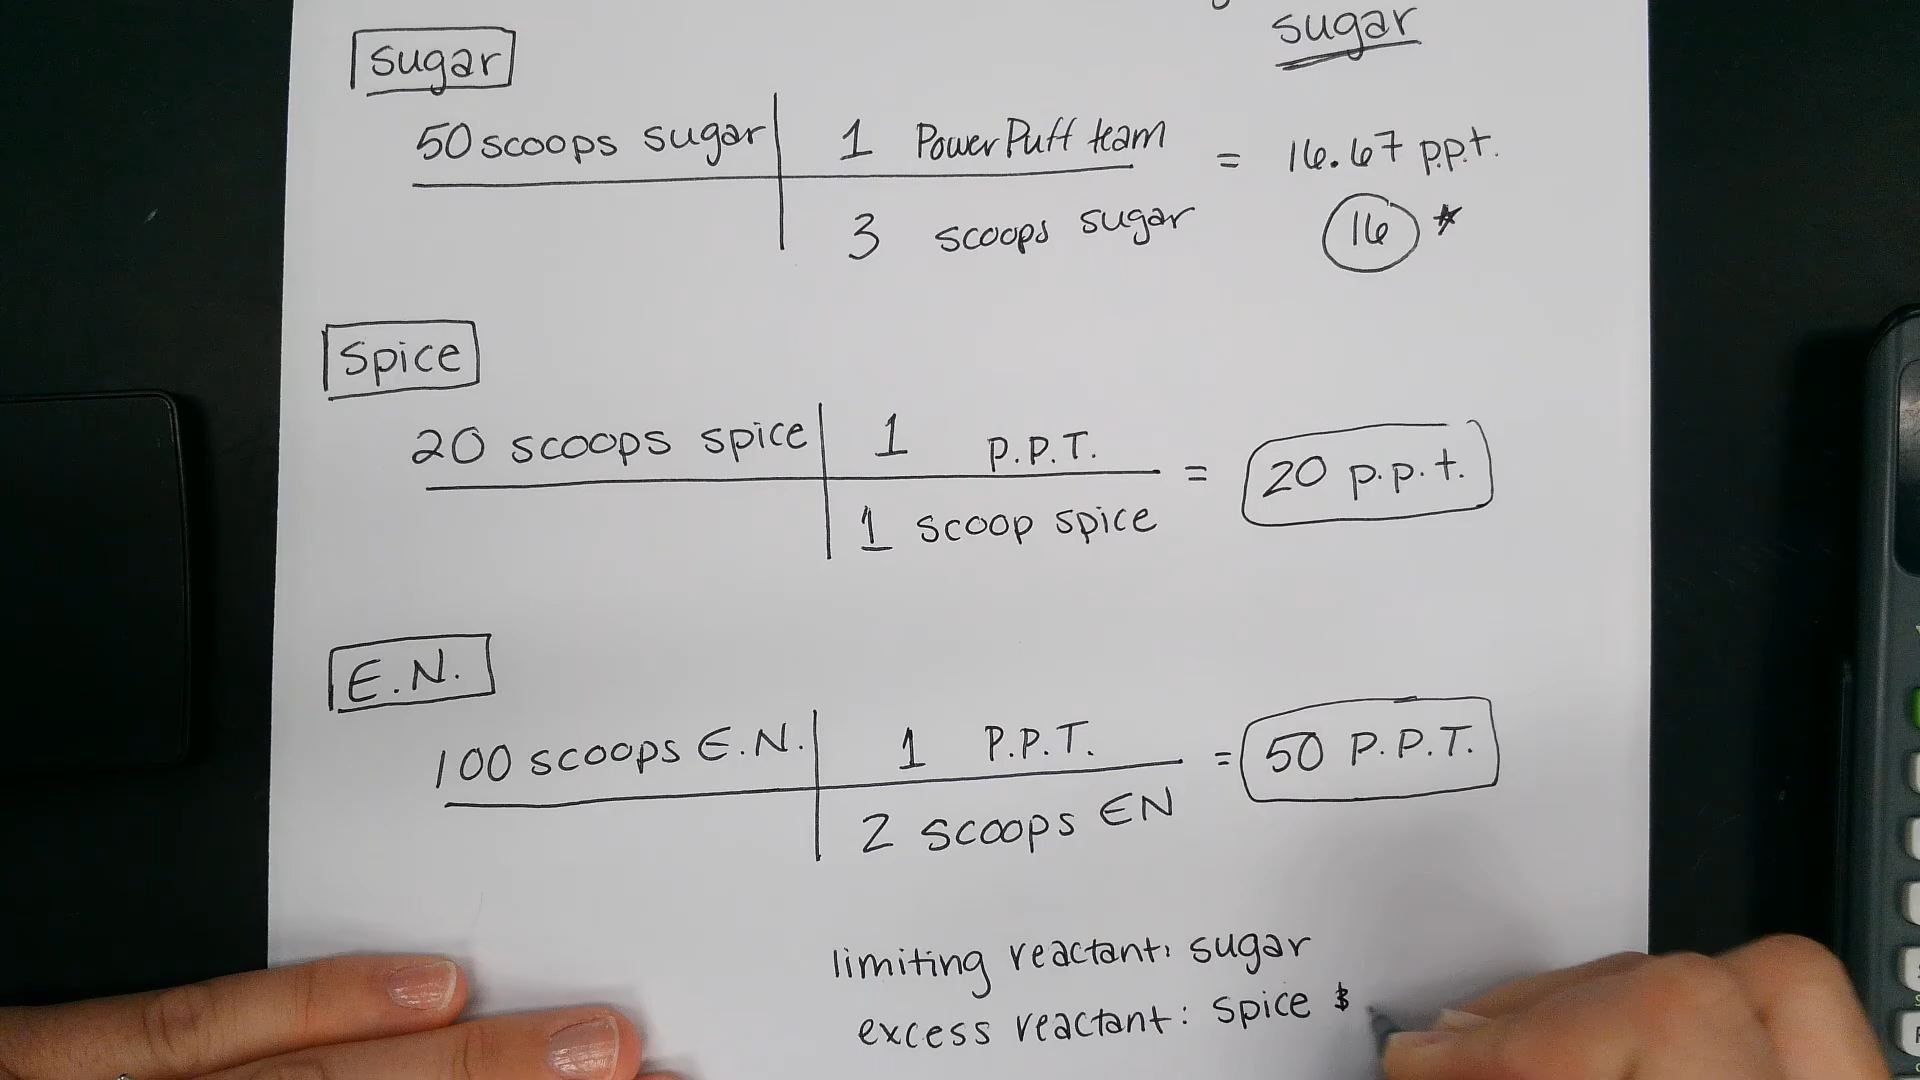 sugar
sugar
50 scoops sugar 1 PowerPuff team = 16.67 p.p.t.
3 scoops sugar 16 *
Spice
20 scoops spice 1 P.P.T. = 20 p.p.t.
1 scoop spice
E.N.
100 scoops E.N. 1 P.P.T. = 50 P.P.T.
2 scoops EN
limiting reactant: sugar
excess reactant: spice &